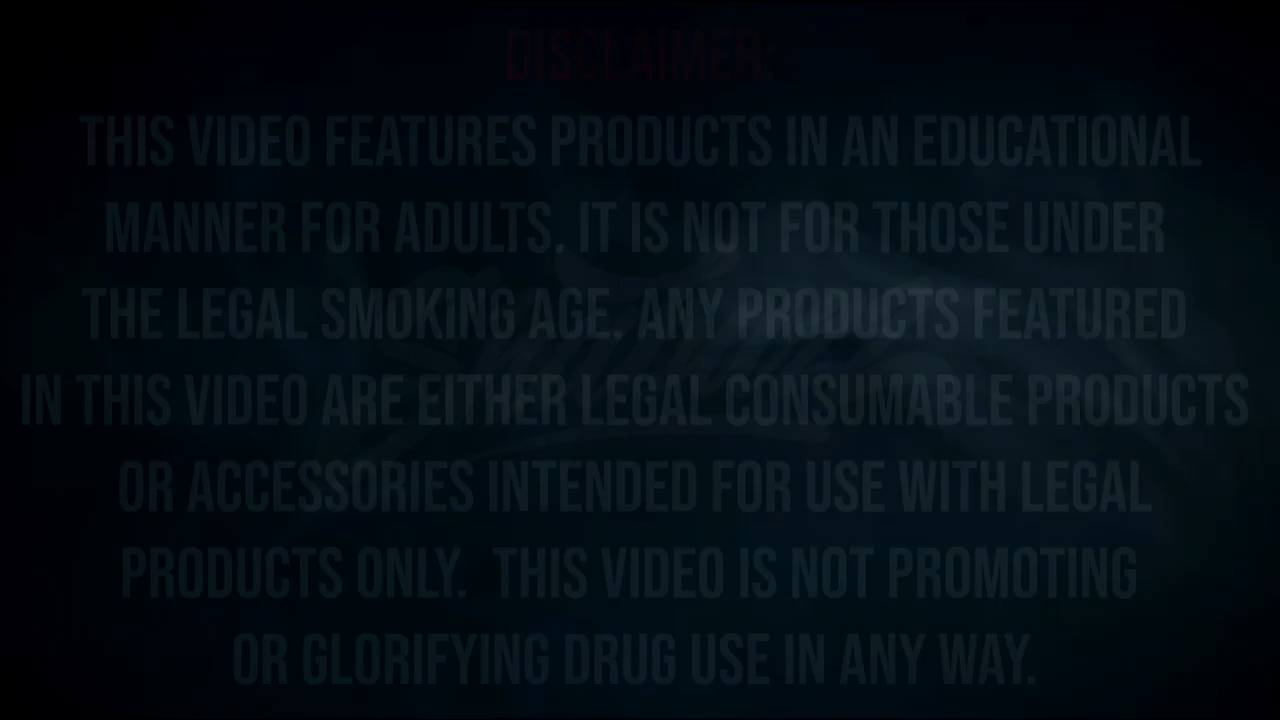 DISCLAIMER:
THIS VIDEO FEATURES PRODUCTS IN AN EDUCATIONAL
MANNER FOR ADULTS. IT IS NOT FOR THOSE UNDER
THE LEGAL SMOKING AGE. ANY PRODUCTS FEATURED
IN THIS VIDEO ARE EITHER LEGAL CONSUMABLE PRODUCTS
OR ACCESSORIES INTENDED FOR USE WITH LEGAL
PRODUCTS ONLY. THIS VIDEO IS NOT PROMOTING
OR GLORIFYING DRUG USE IN ANY WAY.